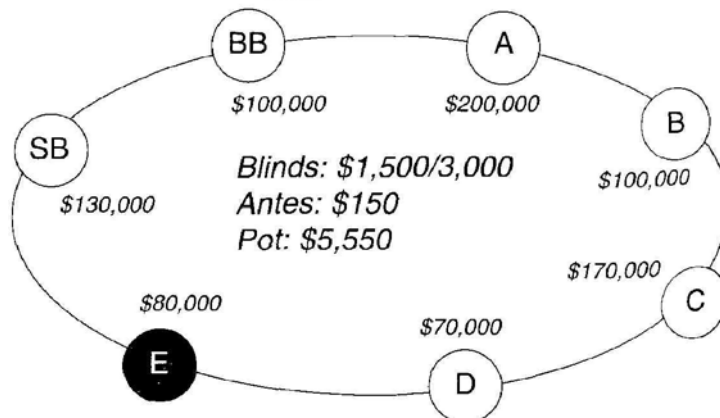 BB
A
$100,000
$200,000
SB
B
$130,000
$100,000
Blinds: $1,500/3,000
Antes: $150
Pot: $5,550
$170,000
C
$80,000
$70,000
E
D